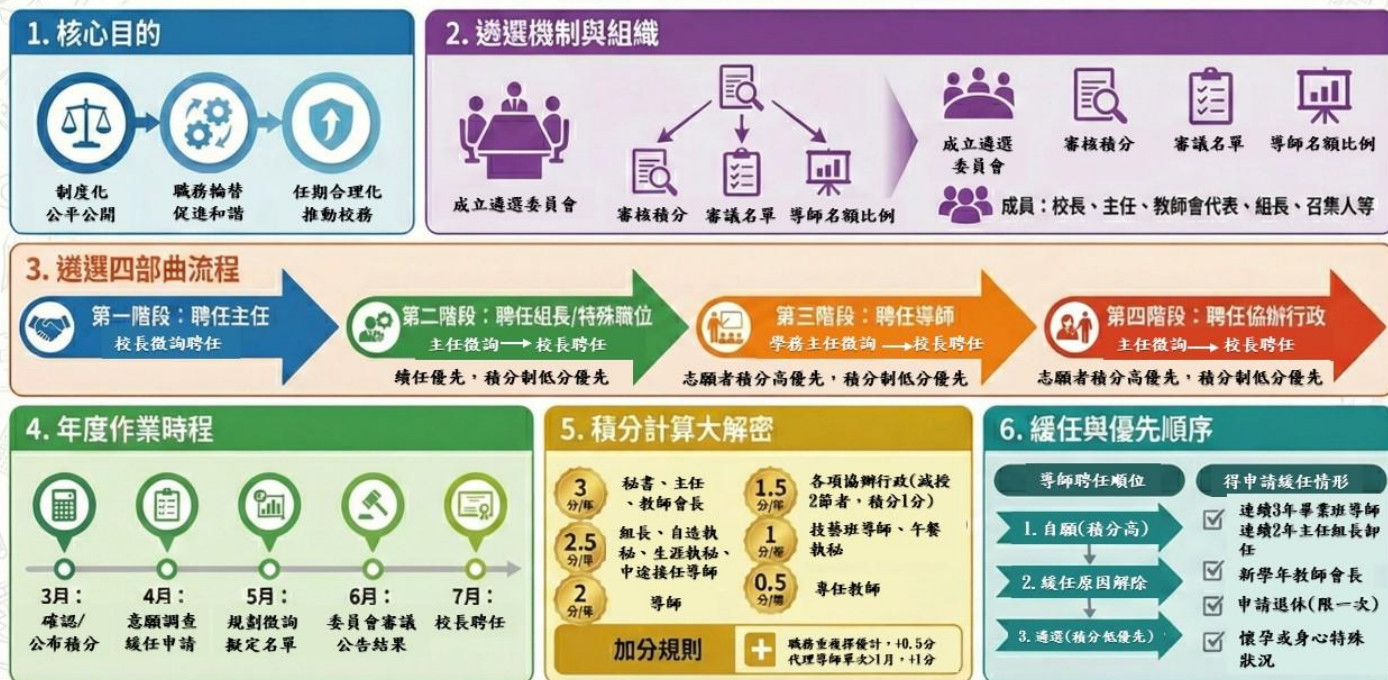 1. 核心目的
制度化
公平公開
職務輪替
促進和諧
任期合理化
推動校務
2. 遴選機制與組織
成立遴選委員會
審核積分
審議名單
導師名額比例
成立遴選
委員會
審核積分
審議名單
導師名額比例
成員：校長、主任、教師會代表、組長、召集人等
3. 遴選四部曲流程
第一階段：聘任主任
校長徵詢聘任
第二階段：聘任組長/特殊職位
主任徵詢→校長聘任
續任優先，積分制低分優先
第三階段：聘任導師
學務主任徵詢→校長聘任
志願者積分高優先，積分制低分優先
第四階段：聘任協辦行政
主任徵詢→校長聘任
志願者積分高優先，積分制低分優先
4. 年度作業時程
3月：
確認/
公布積分
4月：
意願調查
緩任申請
5月：
規劃徵詢
擬定名單
6月：
委員會審議
公告結果
7月：
校長聘任
5. 積分計算大解密
3
分/年
秘書、主任
、教師會長
2.5
組長、自造執
秘、生涯執秘、
中途接任導師
2
分/年
導師
1.5
各項協辦行政(減授
2節者，積分1分)
1
技藝班導師、午餐
執秘
0.5
專任教師
加分規則
職務重複擇優計，+0.5分
代理導師單次>1月，+1分
6. 緩任與優先順序
導師聘任順位
1. 自願(積分高)
2. 緩任原因解除
3. 遴選(積分低優先)
得申請緩任情形
連續3年畢業班導師
連續2年主任組長卸
任
新學年教師會長
申請退休(限一次)
懷孕或身心特殊
狀況